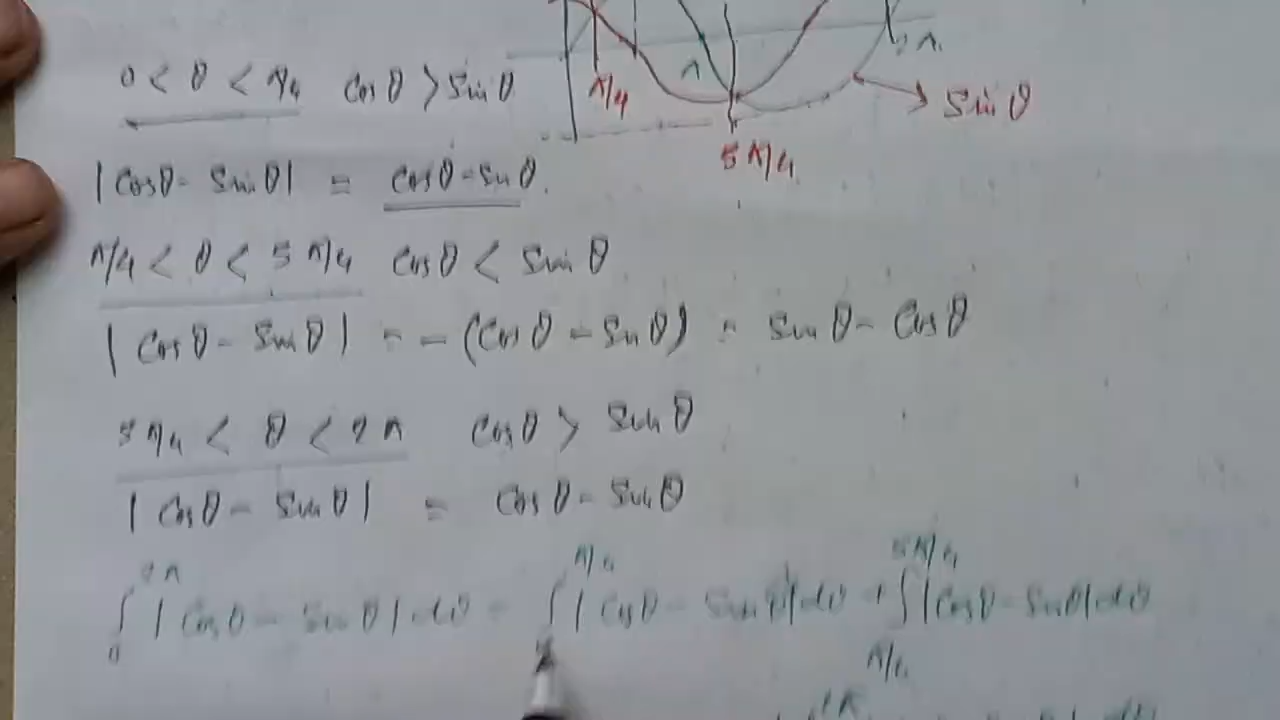 2π
π
π/4
sin θ
5π/4
0 < θ < π/4 cos θ > sin θ
|cos θ - sin θ| = cos θ - sin θ.
π/4 < θ < 5π/4 cos θ < sin θ
|cos θ - sin θ| = -(cos θ - sin θ) = sin θ - cos θ
5π/4 < θ < 2π cos θ > sin θ
|cos θ - sin θ| = cos θ - sin θ
∫₀^2π |cos θ - sin θ| dθ = ∫^π/4 |cos θ - sin θ| dθ + ∫_π/4^5π/4 |cos θ - sin θ| dθ
2π